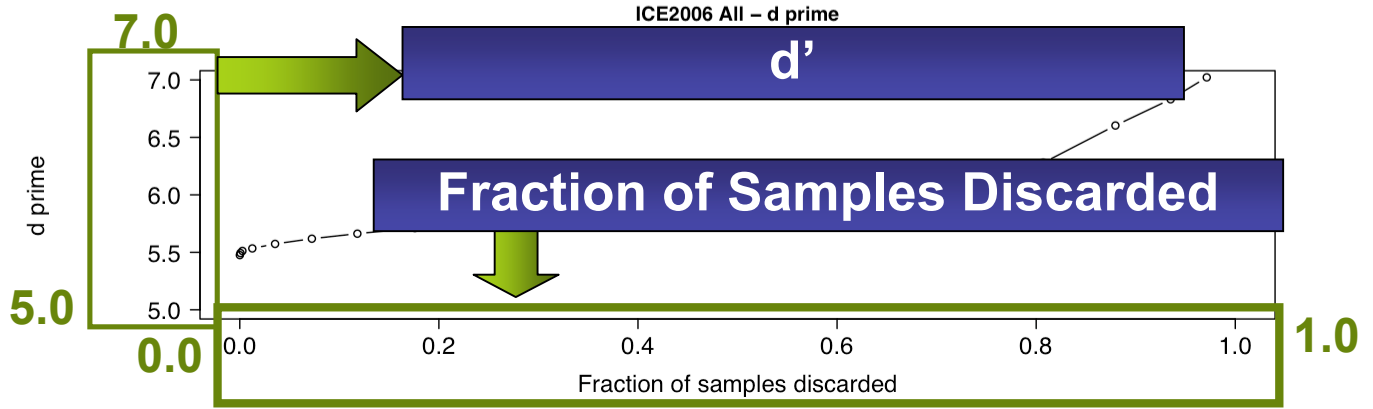 ICE2006 All – d prime
7.0
d’
7.0
6.5
6.0
5.5
5.0
d prime
Fraction of Samples Discarded
5.0
0.0
1.0
0.0 0.2 0.4 0.6 0.8 1.0
Fraction of samples discarded